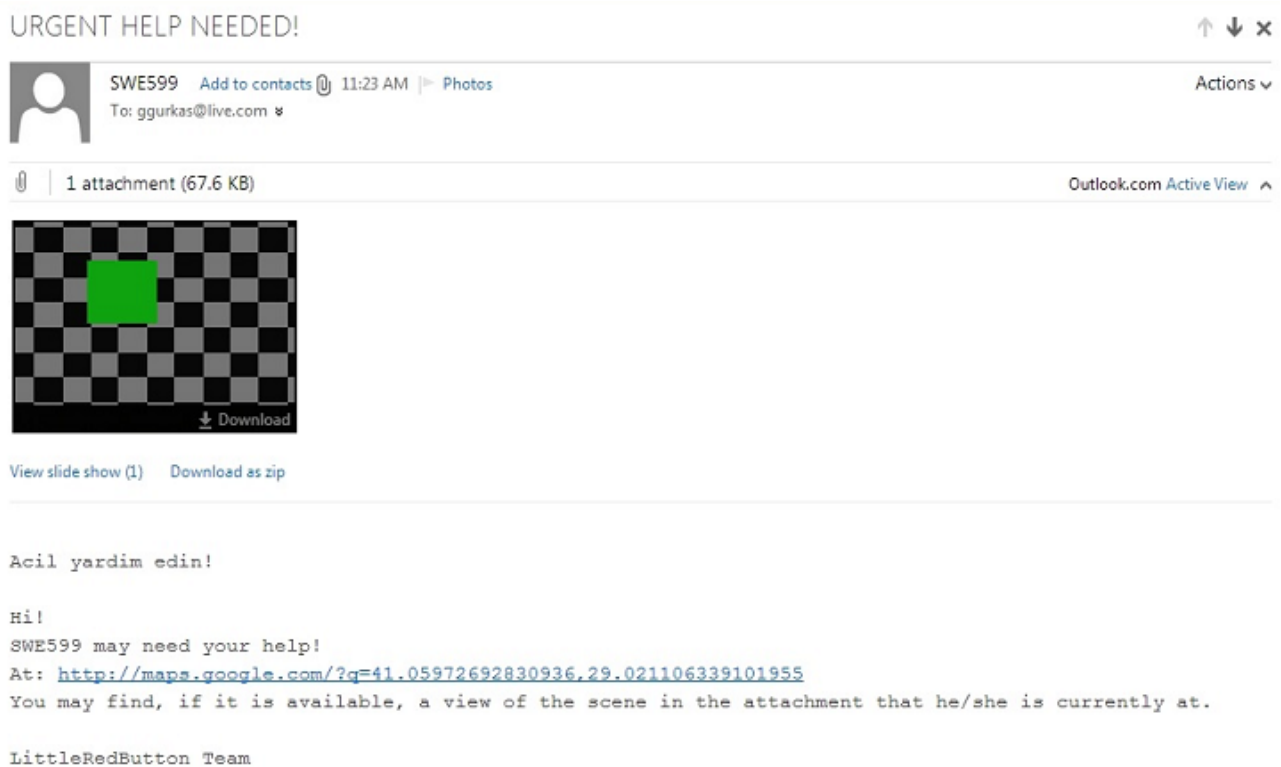 URGENT HELP NEEDED!
SWE599 Add to contacts 11:23 AM Photos Actions
To: ggurkas@live.com
1 attachment (67.6 KB) Outlook.com Active View
Download
View slide show (1) Download as zip
Acil yardim edin!
Hi!
SWE599 may need your help!
At: http://maps.google.com/?q=41.05972692830936,29.021106339101955
You may find, if it is available, a view of the scene in the attachment that he/she is currently at.
LittleRedButton Team